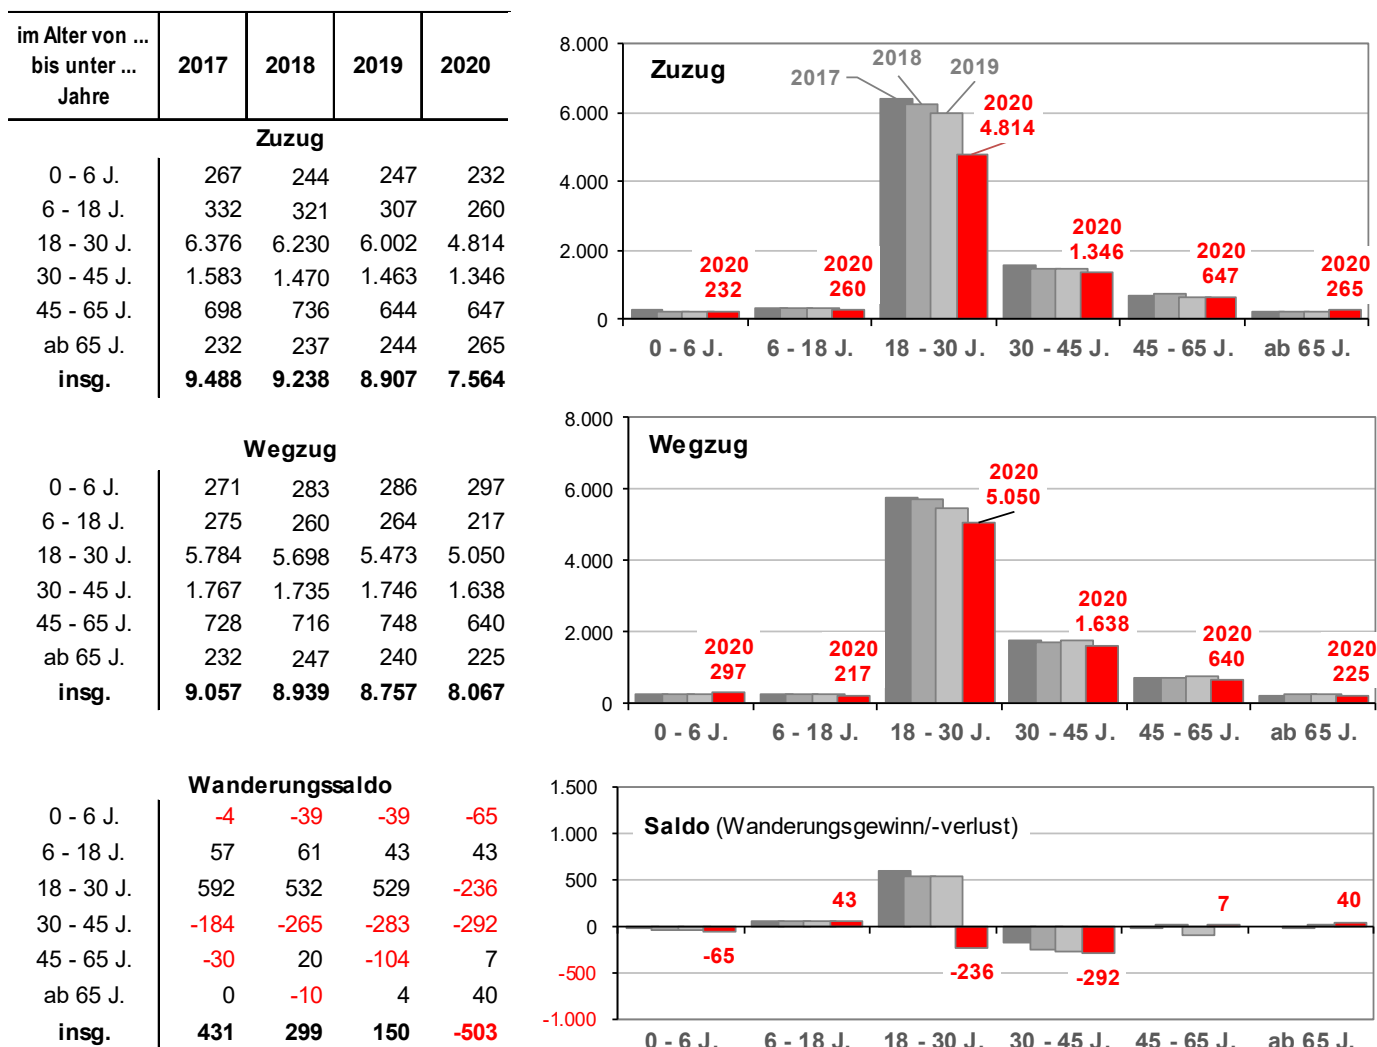 im Alter von ... bis unter ... Jahre 2017 2018 2019 2020
Zuzug
0 - 6 J. 267 244 247 232
6 - 18 J. 332 321 307 260
18 - 30 J. 6.376 6.230 6.002 4.814
30 - 45 J. 1.583 1.470 1.463 1.346
45 - 65 J. 698 736 644 647
ab 65 J. 232 237 244 265
insg. 9.488 9.238 8.907 7.564
Wegzug
0 - 6 J. 271 283 286 297
6 - 18 J. 275 260 264 217
18 - 30 J. 5.784 5.698 5.473 5.050
30 - 45 J. 1.767 1.735 1.746 1.638
45 - 65 J. 728 716 748 640
ab 65 J. 232 247 240 225
insg. 9.057 8.939 8.757 8.067
Wanderungssaldo
0 - 6 J. -4 -39 -39 -65
6 - 18 J. 57 61 43 43
18 - 30 J. 592 532 529 -236
30 - 45 J. -184 -265 -283 -292
45 - 65 J. -30 20 -104 7
ab 65 J. 0 -10 4 40
insg. 431 299 150 -503
Zuzug
8.000
6.000
4.000
2.000
0
2017
2018
2019
2020
4.814
2020
232
2020
260
2020
1.346
2020
647
2020
265
0 - 6 J. 6 - 18 J. 18 - 30 J. 30 - 45 J. 45 - 65 J. ab 65 J.
Wegzug
8.000
6.000
4.000
2.000
0
2020
297
2020
217
2020
5.050
2020
1.638
2020
640
2020
225
0 - 6 J. 6 - 18 J. 18 - 30 J. 30 - 45 J. 45 - 65 J. ab 65 J.
Saldo (Wanderungsgewinn/-verlust)
1.500
1.000
500
0
-500
-1.000
-65
43
-236
-292
7
40
0 - 6 J. 6 - 18 J. 18 - 30 J. 30 - 45 J. 45 - 65 J. ab 65 J.